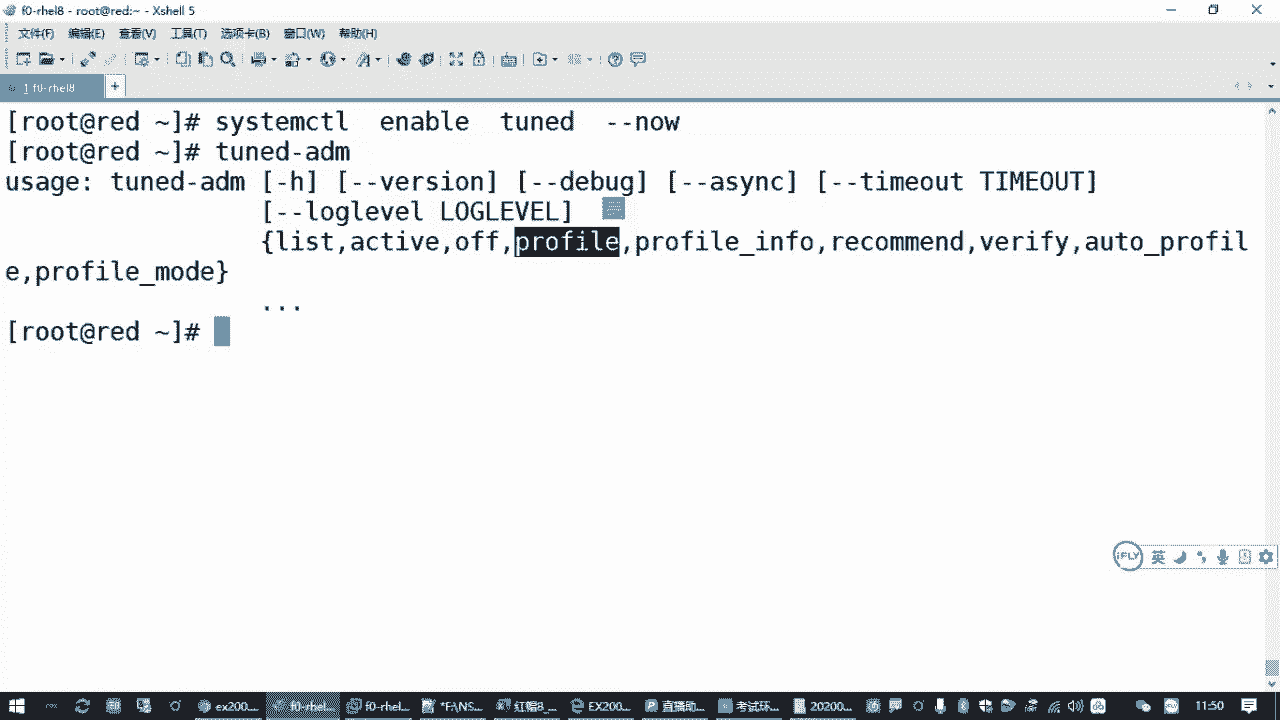 f0-rhel8 - root@red:~ - Xshell 5
文件(F) 编辑(E) 查看(V) 工具(T) 选项卡(B) 窗口(W) 帮助(H)
1 f0-rhel8 +
[root@red ~]# systemctl  enable  tuned  --now
[root@red ~]# tuned-adm
usage: tuned-adm [-h] [--version] [--debug] [--async] [--timeout TIMEOUT]
[--loglevel LOGLEVEL]
{list,active,off,profile,profile_info,recommend,verify,auto_profil
e,profile_mode}
...
[root@red ~]#
iFLY 英
ex200... f0-rhel... f0-rhel... *FANS... 红帽8_... EX200... 直播助... 考试环... 20200... 11:50